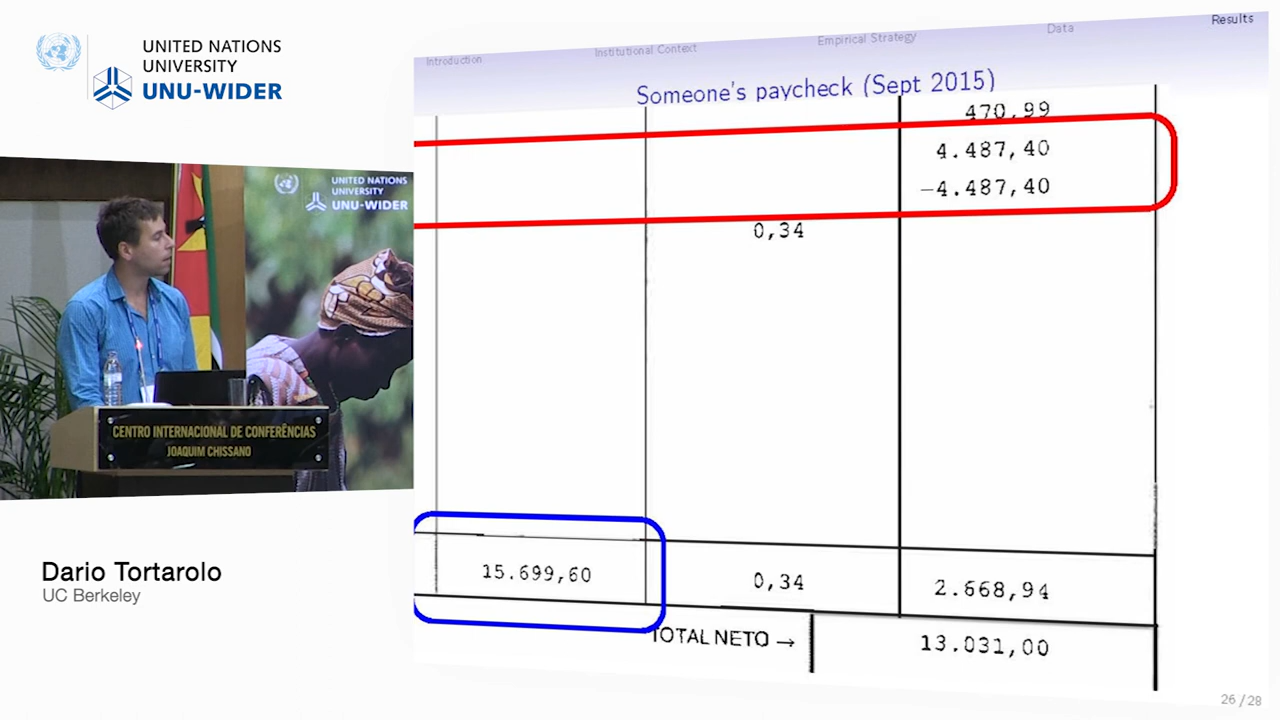 UNITED NATIONS
UNIVERSITY
UNU-WIDER
UNITED NATIONS
UNIVERSITY
UNU-WIDER
CENTRO INTERNACIONAL DE CONFERÊNCIAS
JOAQUIM CHISSANO
Dario Tortarolo
UC Berkeley
Introduction Institutional Context Empirical Strategy Data Results
Someone's paycheck (Sept 2015)
470,99
4.487,40
-4.487,40
0,34
15.699,60 0,34 2.668,94
TOTAL NETO → 13.031,00
26 / 28